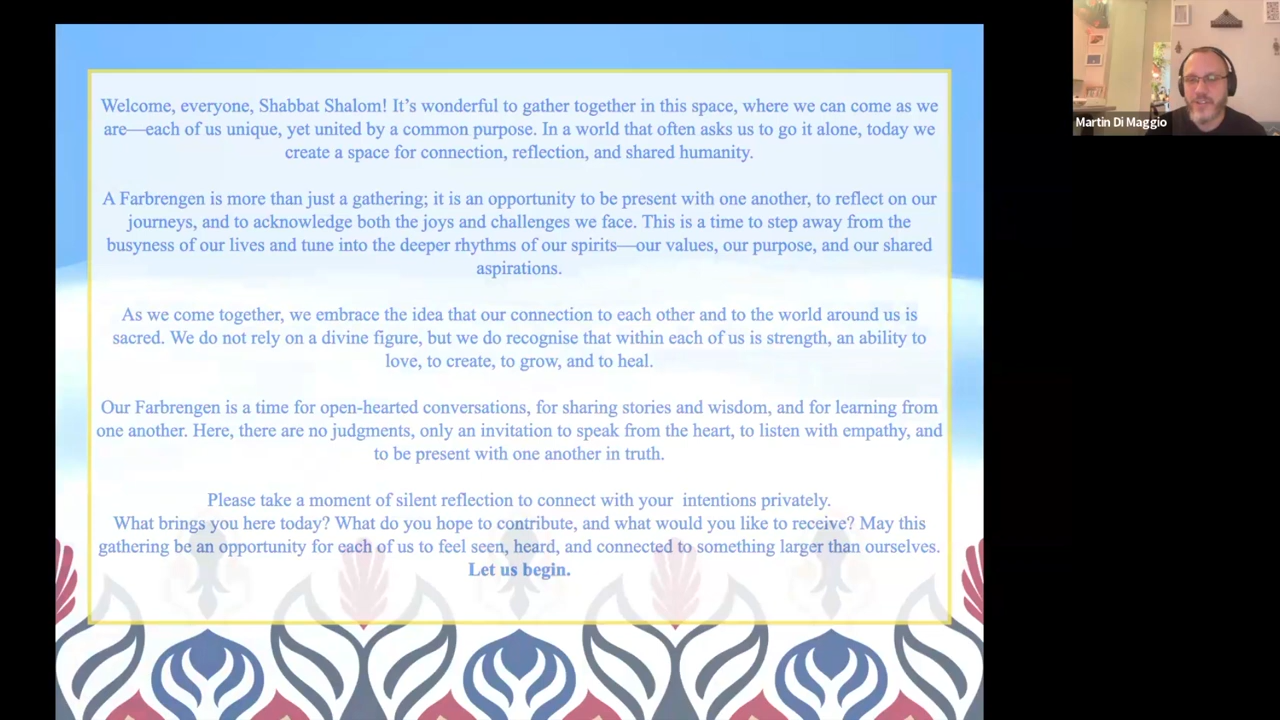 Welcome, everyone, Shabbat Shalom! It’s wonderful to gather together in this space, where we can come as we
are—each of us unique, yet united by a common purpose. In a world that often asks us to go it alone, today we
create a space for connection, reflection, and shared humanity.
A Farbrengen is more than just a gathering; it is an opportunity to be present with one another, to reflect on our
journeys, and to acknowledge both the joys and challenges we face. This is a time to step away from the
busyness of our lives and tune into the deeper rhythms of our spirits—our values, our purpose, and our shared
aspirations.
As we come together, we embrace the idea that our connection to each other and to the world around us is
sacred. We do not rely on a divine figure, but we do recognise that within each of us is strength, an ability to
love, to create, to grow, and to heal.
Our Farbrengen is a time for open-hearted conversations, for sharing stories and wisdom, and for learning from
one another. Here, there are no judgments, only an invitation to speak from the heart, to listen with empathy, and
to be present with one another in truth.
Please take a moment of silent reflection to connect with your  intentions privately.
What brings you here today? What do you hope to contribute, and what would you like to receive? May this
gathering be an opportunity for each of us to feel seen, heard, and connected to something larger than ourselves.
Let us begin.
Martin Di Maggio